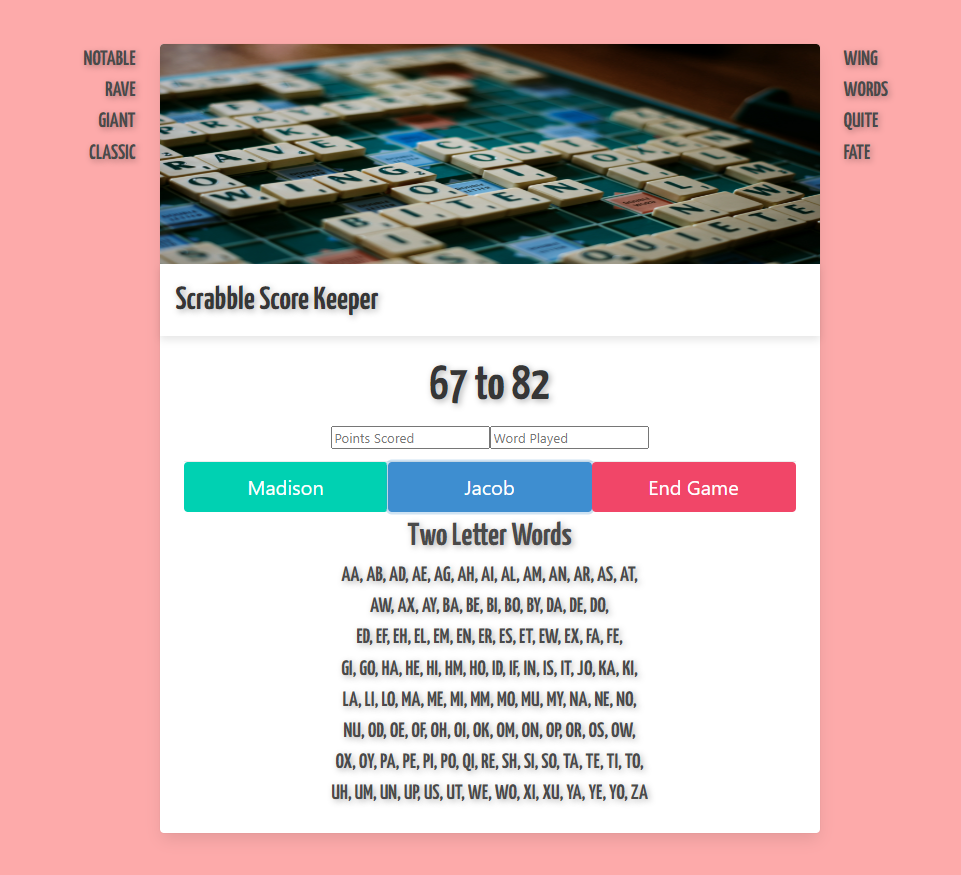 NOTABLE
RAVE
GIANT
CLASSIC
WING
WORDS
QUITE
FATE
RAVE
WING
OUT
BITEN
QUIETE
Scrabble Score Keeper
67 to 82
Points Scored Word Played
Madison Jacob End Game
Two Letter Words
AA, AB, AD, AE, AG, AH, AI, AL, AM, AN, AR, AS, AT,
AW, AX, AY, BA, BE, BI, BO, BY, DA, DE, DO,
ED, EF, EH, EL, EM, EN, ER, ES, ET, EW, EX, FA, FE,
GI, GO, HA, HE, HI, HM, HO, ID, IF, IN, IS, IT, JO, KA, KI,
LA, LI, LO, MA, ME, MI, MM, MO, MU, MY, NA, NE, NO,
NU, OD, OE, OF, OH, OI, OK, OM, ON, OP, OR, OS, OW,
OX, OY, PA, PE, PI, PO, QI, RE, SH, SI, SO, TA, TE, TI, TO,
UH, UM, UN, UP, US, UT, WE, WO, XI, XU, YA, YE, YO, ZA